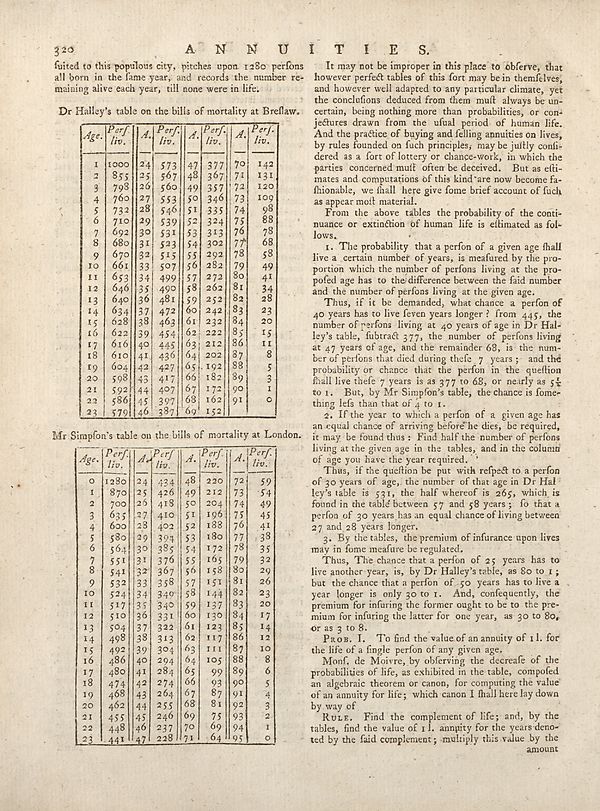 320 ANNUITIES.
ſuited to this populous city, pitches upon 1280 perſons
all born in the ſame year, and records the number re-
maining alive each year, till none were in life.
Dr Halley's table on the bills of mortality at Breſlaw.
Age. Perſ. liv. A. Perſ. liv. A. Perſ. liv. A. Perſ. liv.
1 1000 24 573 47 377 70 142
2 855 25 567 48 367 71 131
3 798 26 560 49 357 72 120
4 760 27 553 50 346 73 109
5 732 28 546 51 335 74 98
6 710 29 539 52 324 75 88
7 692 30 531 53 313 76 78
8 680 31 523 54 302 77 68
9 670 32 515 55 292 78 58
10 661 33 507 56 282 79 49
11 653 34 499 57 272 80 41
12 646 35 490 58 262 81 34
13 640 36 481 59 252 82 28
14 634 37 472 60 242 83 23
15 628 38 463 61 232 84 20
16 622 39 454 62 222 85 15
17 616 40 445 63 212 86 11
18 610 41 436 64 202 87 8
19 604 42 427 65 192 88 5
20 598 43 417 66 182 89 3
21 592 44 407 67 172 90 1
22 586 45 397 68 162 91 0
23 579 46 387 69 152
Mr Simpſon's table on the bills of mortality at London.
Age. Perſ. liv. A. Perſ. liv. A. Perſ. liv. A. Perſ. liv.
0 1280 24 434 48 220 72 59
1 870 25 426 49 212 73 54
2 700 26 418 50 204 74 49
3 635 27 410 51 196 75 45
4 600 28 402 52 188 76 41
5 580 29 394 53 180 77 38
6 564 30 385 54 172 78 35
7 551 31 376 55 165 79 32
8 541 32 367 56 158 80 29
9 532 33 358 57 151 81 26
10 524 34 349 58 144 82 23
11 517 35 340 59 137 83 20
12 510 36 331 60 130 84 17
13 504 37 322 61 123 85 14
14 498 38 313 62 117 86 12
15 492 39 304 63 111 87 10
16 486 40 294 64 105 88 8
17 480 41 284 65 99 89 6
18 474 42 274 66 93 90 5
19 468 43 264 67 87 91 4
20 462 44 255 68 81 92 3
21 455 45 246 69 75 93 2
22 448 46 237 70 69 94 1
23 441 47 228 71 64 95 0
It may not be improper in this place to obſerve, that
however perfect tables of this ſort may be in themſelves,
and however well adapted to any particular climate, yet
the concluſions deduced from them muſt always be un-
certain, being nothing more than probabilities, or con-
jectures drawn from the uſual period of human life.
And the practice of buying and ſelling annuities on lives,
by rules founded on ſuch principles, may be juſtly conſi-
dered as a ſort of lottery or chance-work, in which the
parties concerned muſt often be deceived. But as eſti-
mates and computations of this kind are now become fa-
ſhionable, we ſhall here give ſome brief account of ſuch
as appear moſt material.
From the above tables the probability of the conti-
nuance or extinction of human life is eſtimated as fol-
lows.
1. The probability that a perſon of a given age ſhall
live a certain number of years, is meaſured by the pro-
portion which the number of perſons living at the pro-
poſed age has to the difference between the ſaid number
and the number of perſons living at the given age.
Thus, if it be demanded, what chance a perſon of
40 years has to live ſeven years longer? from 445, the
number of perſons living at 40 years of age in Dr Hal-
ley's table, ſubtract 377, the number of perſons living
at 47 years of age, and the remainder 68, is the num-
ber of perſons that died during theſe 7 years; and the
probability or chance that the perſon in the queſtion
ſhall live theſe 7 years is as 377 to 68, or nearly as 5½
to 1. But, by Mr Simpſon's table, the chance is ſome-
thing leſs than that of 4 to 1.
2. If the year to which a perſon of a given age has
an equal chance of arriving before he dies, be required,
it may be found thus: Find half the number of perſons
living at the given age in the tables, and in the column
of age you have the year required.
Thus, if the queſtion be put with reſpect to a perſon
of 30 years of age, the number of that age in Dr Hal
ley's table is 531, the half whereof is 265, which is
found in the table between 57 and 58 years; ſo that a
perſon of 30 years has an equal chance of living between
27 and 28 years longer.
3. By the tables, the premium of inſurance upon lives
may in ſome meaſure be regulated.
Thus, The chance that a perſon of 25 years has to
live another year, is, by Dr Halley's table, as 80 to 1;
but the chance that a perſon of 50 years has to live a
year longer is only 30 to 1. And, conſequently, the
premium for inſuring the former ought to be to the pre-
mium for inſuring the latter for one year, as 30 to 80,
or as 3 to 8.
PROB. I. To find the value of an annuity of 1 l. for
the life of a ſingle perſon of any given age.
Monſ. de Moivre, by obſerving the decreaſe of the
probabilities of life, as exhibited in the table, compoſed
an algebraic theorem or canon, for computing the value
of an annuity for life; which canon I ſhall here lay down
by way of
RULE. Find the complement of life; and, by the
tables, find the value of 1 l. annuity for the years deno-
ted by the ſaid complement; multiply this value by the
amount